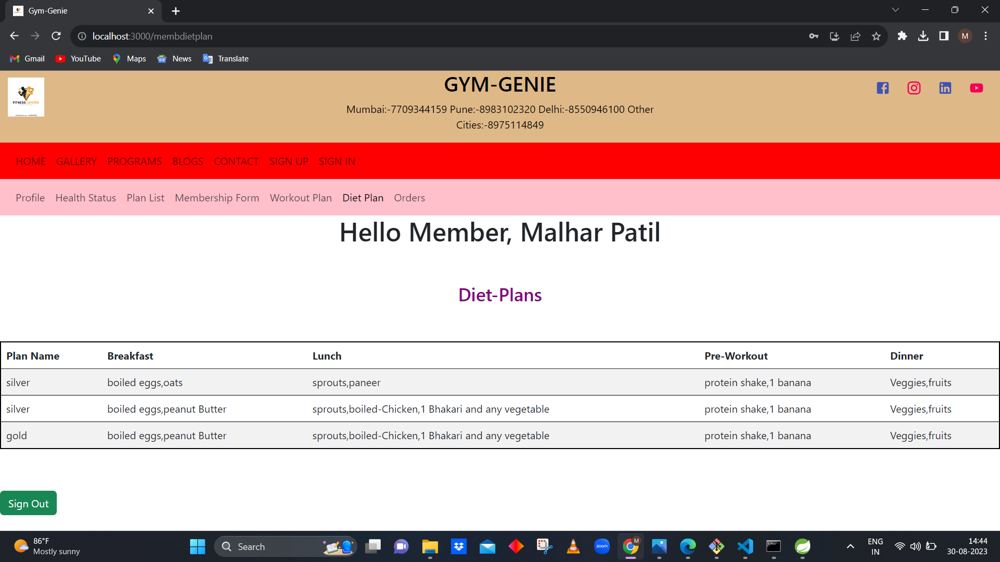 Gym-Genie
localhost:3000/membdietplan
M
Gmail YouTube Maps News Translate
FITNESS CENTER
GYM-GENIE
Mumbai:-7709344159 Pune:-8983102320 Delhi:-8550946100 Other
Cities:-8975114849
HOME GALLERY PROGRAMS BLOGS CONTACT SIGN UP SIGN IN
Profile Health Status Plan List Membership Form Workout Plan Diet Plan Orders
Hello Member, Malhar Patil
Diet-Plans
Plan Name Breakfast Lunch Pre-Workout Dinner
silver boiled eggs,oats sprouts,paneer protein shake,1 banana Veggies,fruits
silver boiled eggs,peanut Butter sprouts,boiled-Chicken,1 Bhakari and any vegetable protein shake,1 banana Veggies,fruits
gold boiled eggs,peanut Butter sprouts,boiled-Chicken,1 Bhakari and any vegetable protein shake,1 banana Veggies,fruits
Sign Out
86°F
Mostly sunny
Search
zoom
M
ENG
IN
14:44
30-08-2023